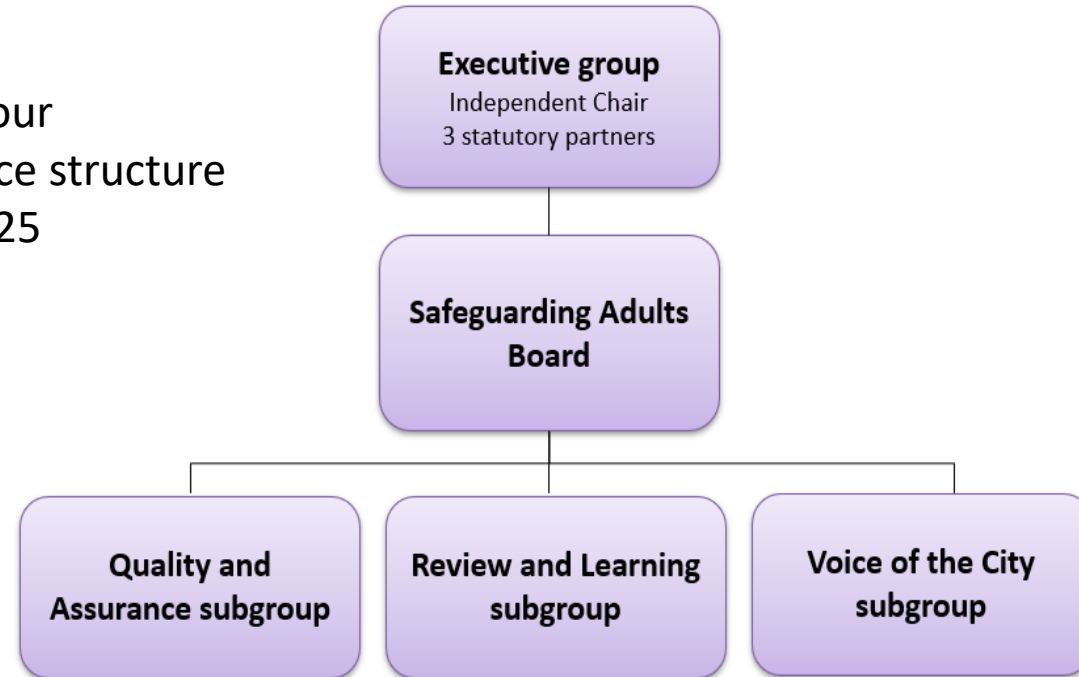 our
ce structure
25
Executive group
Independent Chair
3 statutory partners
Safeguarding Adults
Board
Quality and
Assurance subgroup
Review and Learning
subgroup
Voice of the City
subgroup